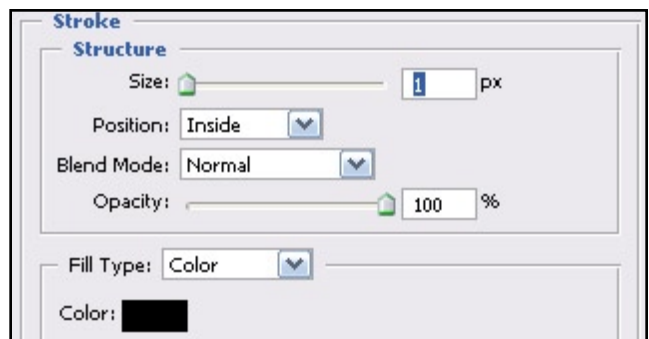 Stroke
Structure
Size: 1 px
Position: Inside
Blend Mode: Normal
Opacity: 100 %
Fill Type: Color
Color: